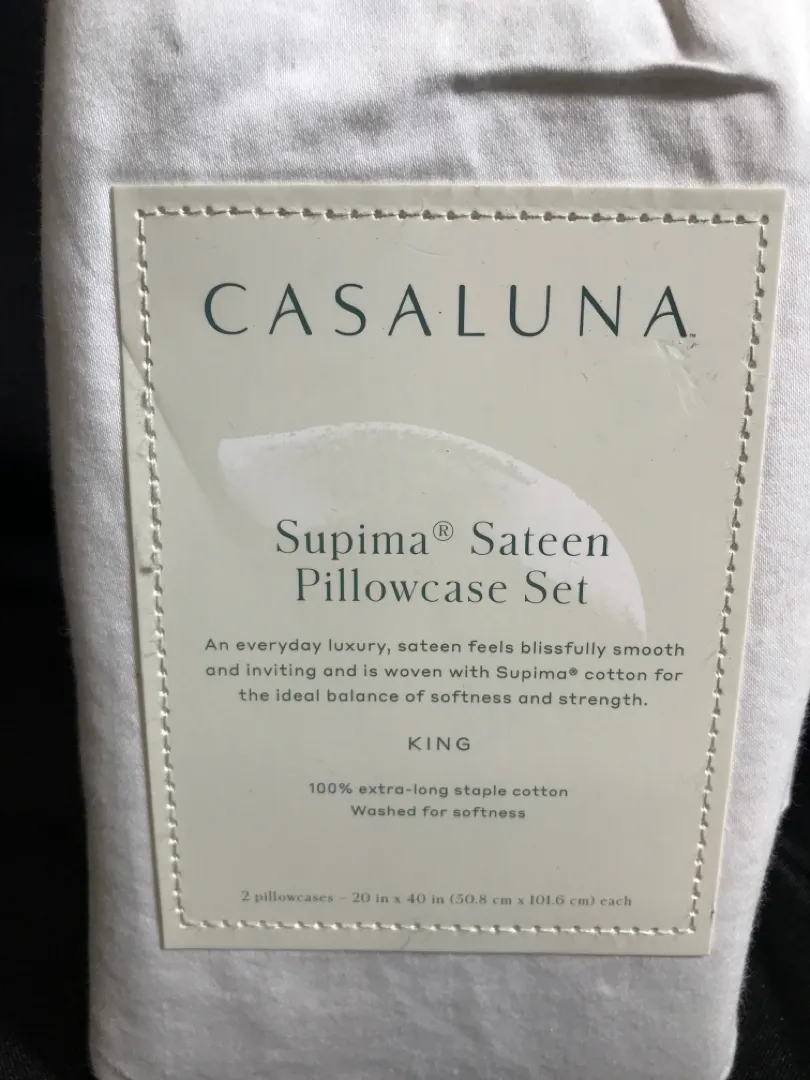 CASALUNA™
Supima® Sateen
Pillowcase Set
An everyday luxury, sateen feels blissfully smooth
and inviting and is woven with Supima® cotton for
the ideal balance of softness and strength.
KING
100% extra-long staple cotton
Washed for softness
2 pillowcases – 20 in x 40 in (50.8 cm x 101.6 cm) each